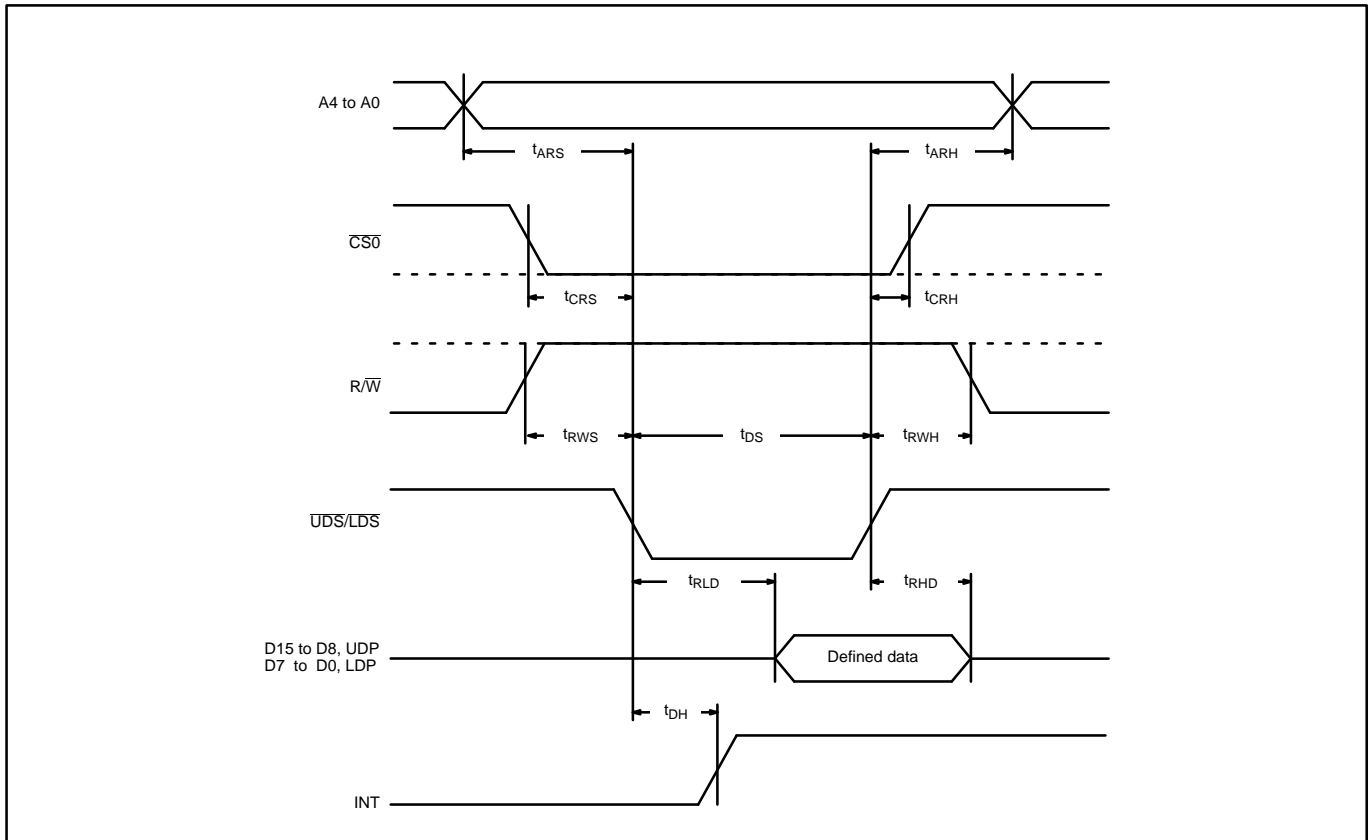 A4 to A0
tARS
tARH
CS0
tCRS
tCRH
R/W
tRWS
tDS
tRWH
UDS/LDS
tRLD
tRHD
D15 to D8, UDP
D7 to D0, LDP
Defined data
tDH
INT